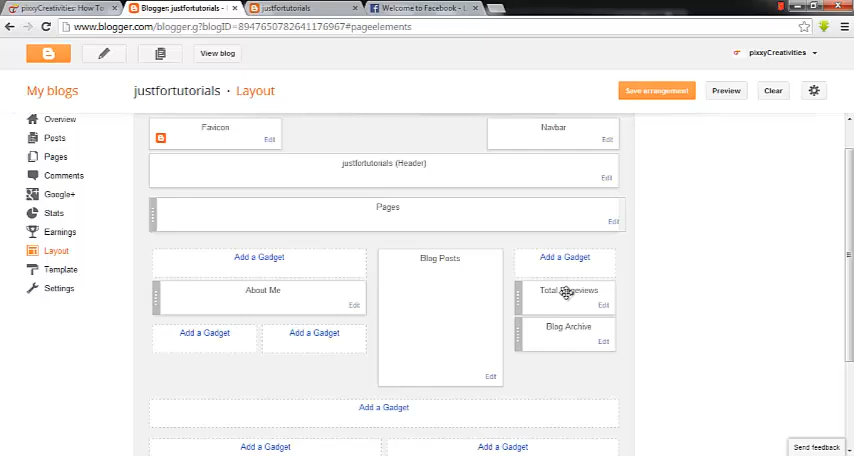 pixxyCreativities: How To
Blogger: justfortutorials -
justfortutorials
Welcome to Facebook - L
www.blogger.com/blogger.g?blogID=8947650782641176967#pageelements
View blog
pixxyCreativities
My blogs
justfortutorials · Layout
Save arrangement
Preview
Clear
Overview
Posts
Pages
Comments
Google+
Stats
Earnings
Layout
Template
Settings
Favicon
Edit
Navbar
Edit
justfortutorials (Header)
Edit
Pages
Edit
Add a Gadget
About Me
Edit
Add a Gadget
Add a Gadget
Blog Posts
Edit
Add a Gadget
Total Pageviews
Edit
Blog Archive
Edit
Add a Gadget
Add a Gadget
Add a Gadget
Send feedback